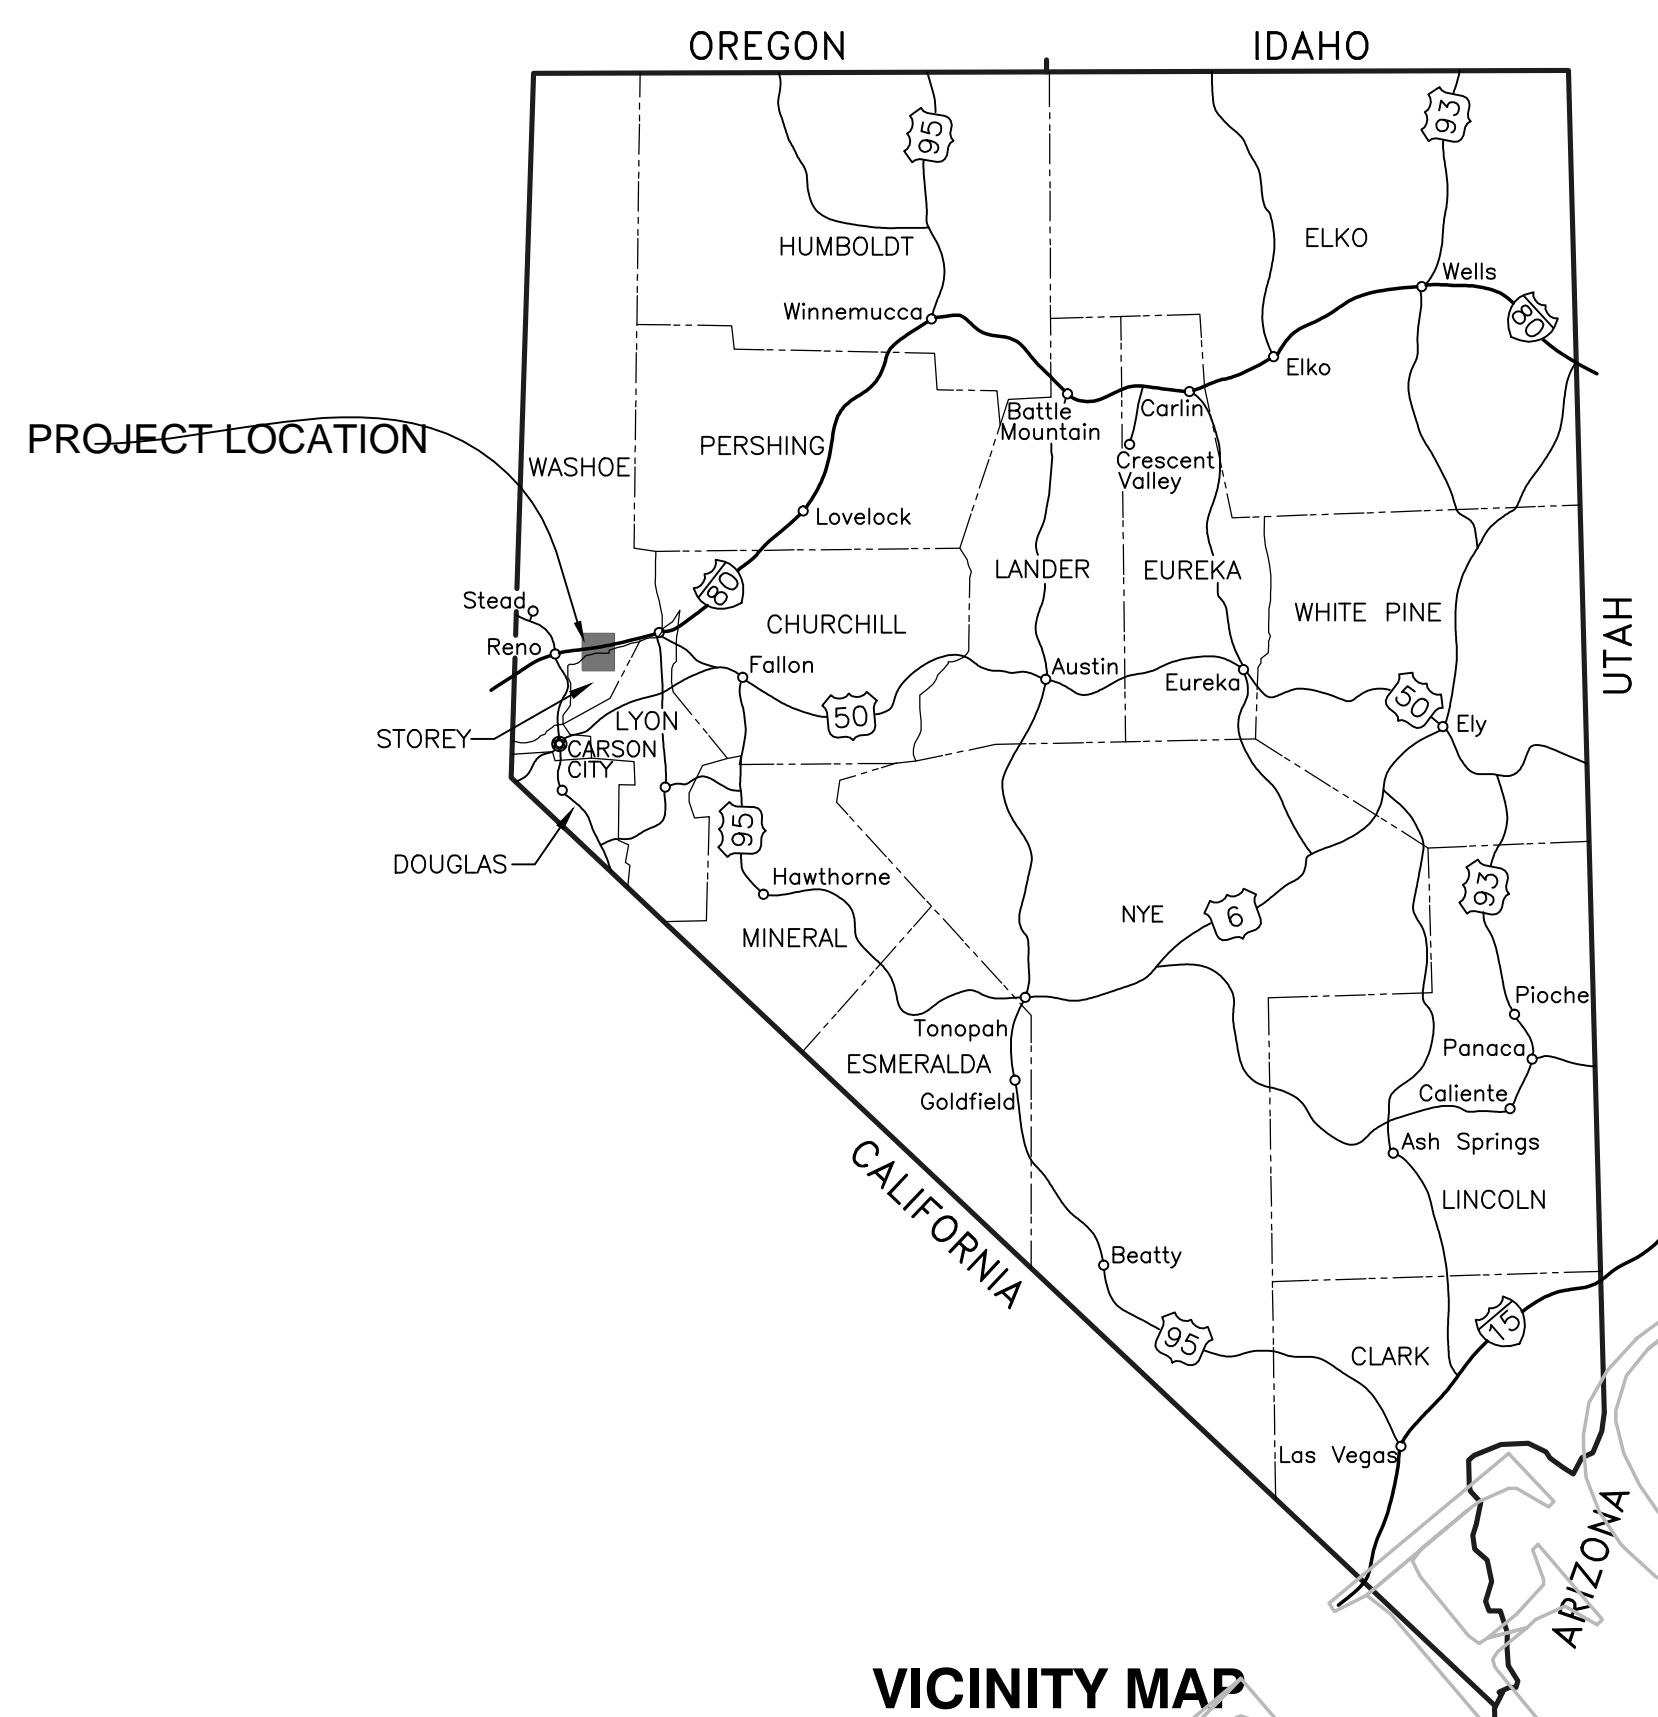 OREGON
IDAHO
95
93
HUMBOLDT
ELKO
Wells
Winnemucca
80
Elko
Battle
Mountain
Carlin
PROJECT LOCATION
PERSHING
WASHOE
Crescent
Valley
Lovelock
LANDER
EUREKA
80
Stead
CHURCHILL
WHITE PINE
UTAH
Reno
Fallon
Austin
Eureka
50
50
LYON
Ely
STOREY
CARSON
CITY
95
DOUGLAS
Hawthorne
93
NYE
6
MINERAL
Pioche
Tonopah
Panaca
ESMERALDA
Goldfield
Caliente
Ash Springs
CALIFORNIA
LINCOLN
Beatty
95
15
CLARK
Las Vegas
ARIZONA
VICINITY MAP